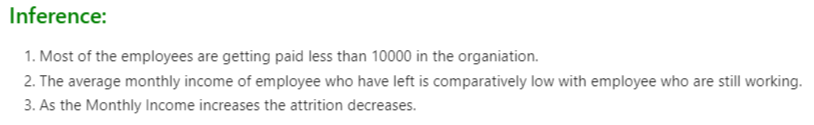 Inference:
1. Most of the employees are getting paid less than 10000 in the organiation.
2. The average monthly income of employee who have left is comparatively low with employee who are still working.
3. As the Monthly Income increases the attrition decreases.